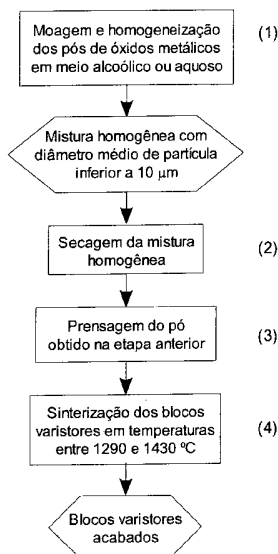 Moagem e homogeneização
dos pós de óxidos metálicos
em meio alcoólico ou aquoso
(1)
Mistura homogênea com
diâmetro médio de partícula
inferior a 10 µm
Secagem da mistura
homogênea
(2)
Prensagem do pó
obtido na etapa anterior
(3)
Sinterização dos blocos
varistores em temperaturas
entre 1290 e 1430 ºC
(4)
Blocos varistores
acabados